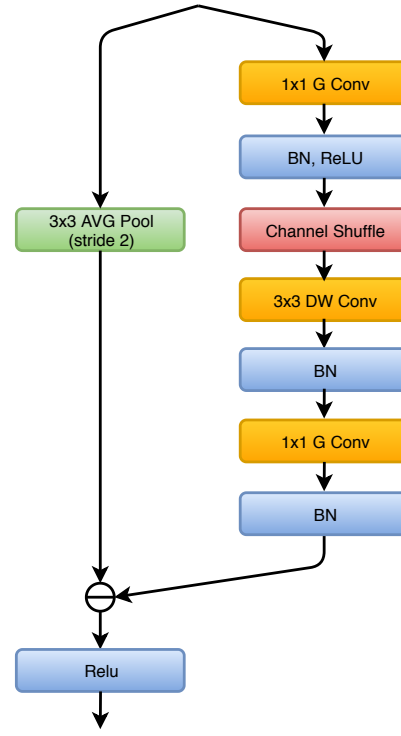 1x1 G Conv
BN, ReLU
3x3 AVG Pool
(stride 2)
Channel Shuffle
3x3 DW Conv
BN
1x1 G Conv
BN
Relu